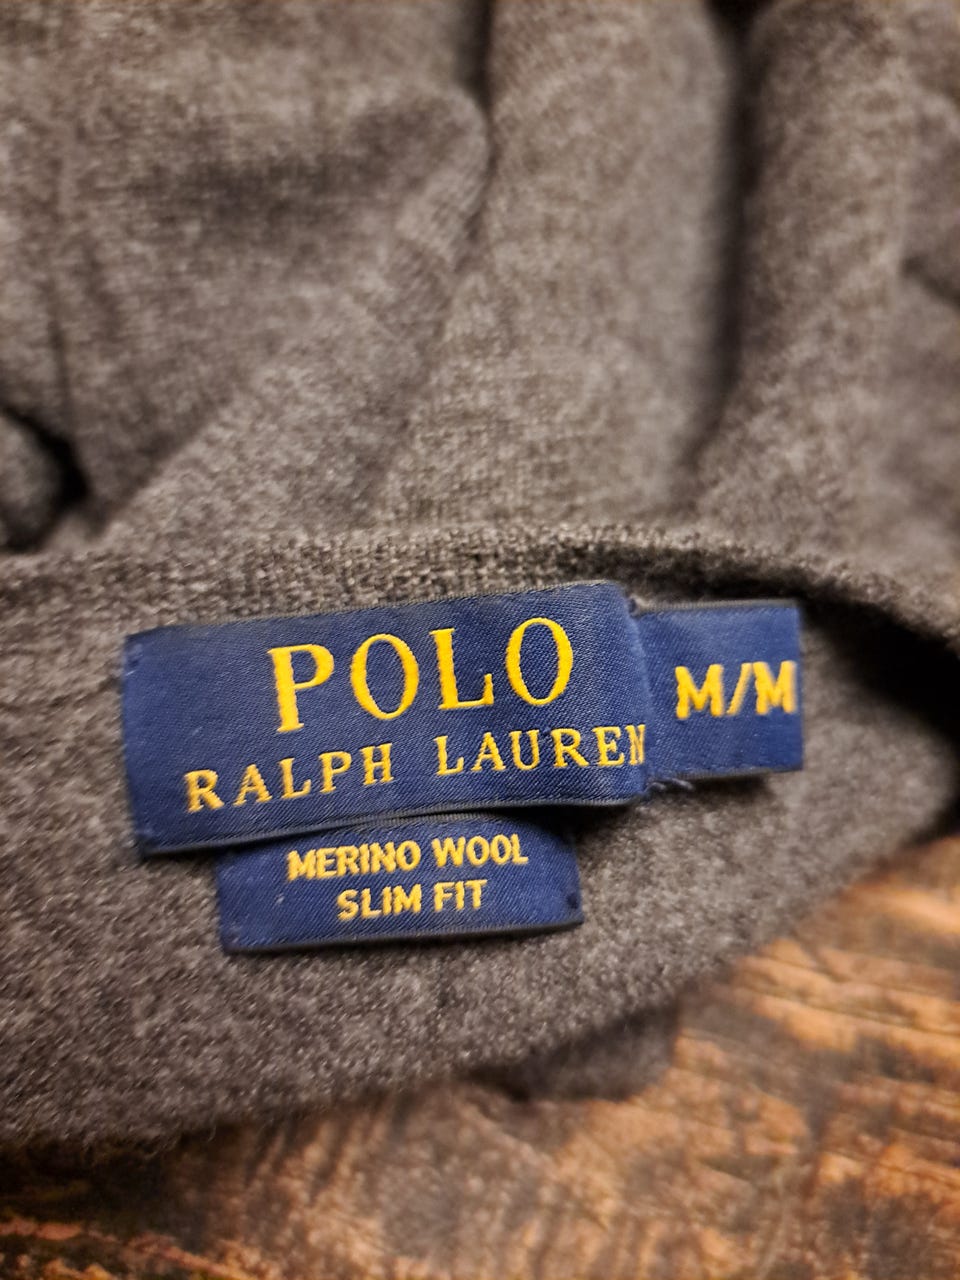 POLO
RALPH LAUREN
M/M
MERINO WOOL
SLIM FIT